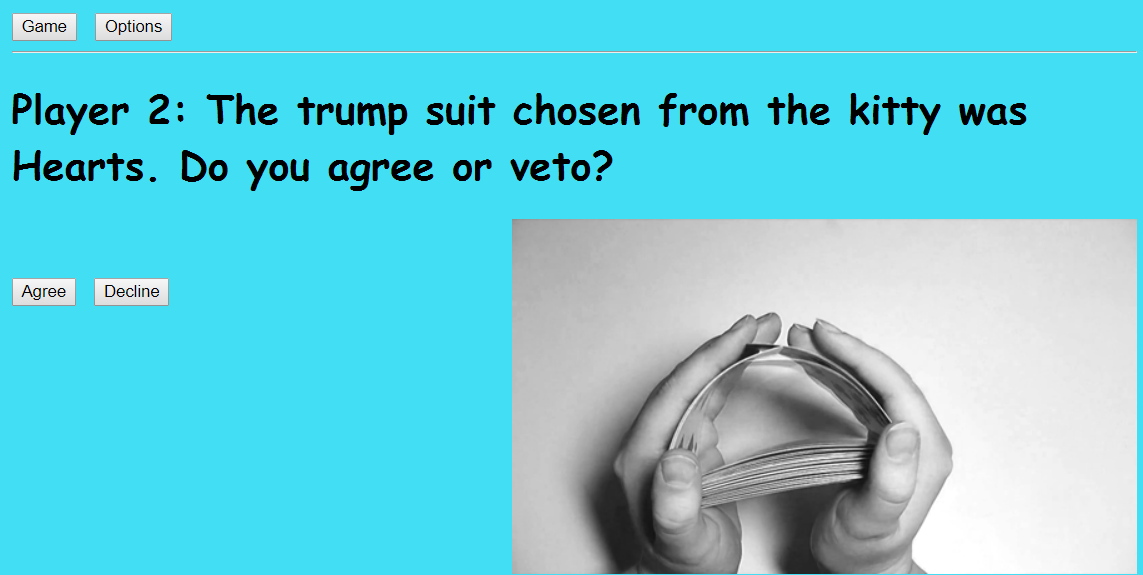 Game Options
Player 2: The trump suit chosen from the kitty was
Hearts. Do you agree or veto?
Agree Decline